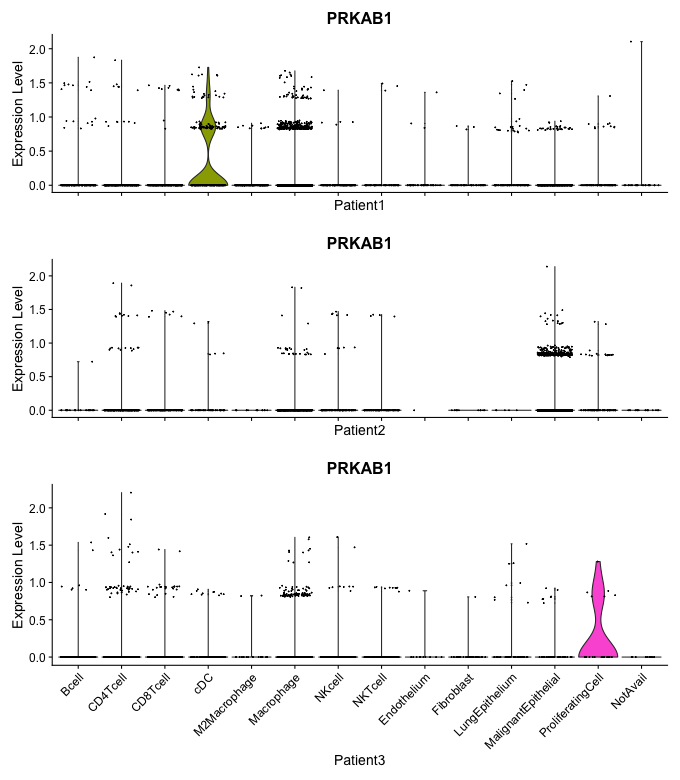 PRKAB1
Expression Level
2.0
1.5
1.0
0.5
0.0
Patient1
PRKAB1
Expression Level
2.0
1.5
1.0
0.5
0.0
Patient2
PRKAB1
Expression Level
2.0
1.5
1.0
0.5
0.0
Bcell
CD4Tcell
CD8Tcell
cDC
M2Macrophage
Macrophage
NKcell
NKTcell
Endothelium
Fibroblast
LungEpithelium
MalignantEpithelial
ProliferatingCell
NotAvail
Patient3